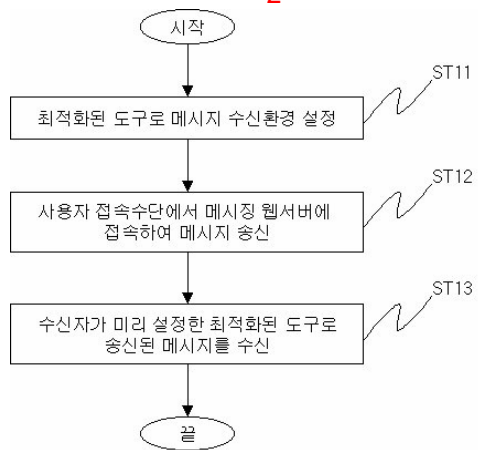 2
시작
ST11
최적화된 도구로 메시지 수신환경 설정
ST12
사용자 접속수단에서 메시징 웹서버에
접속하여 메시지 송신
ST13
수신자가 미리 설정한 최적화된 도구로
송신된 메시지를 수신
끝